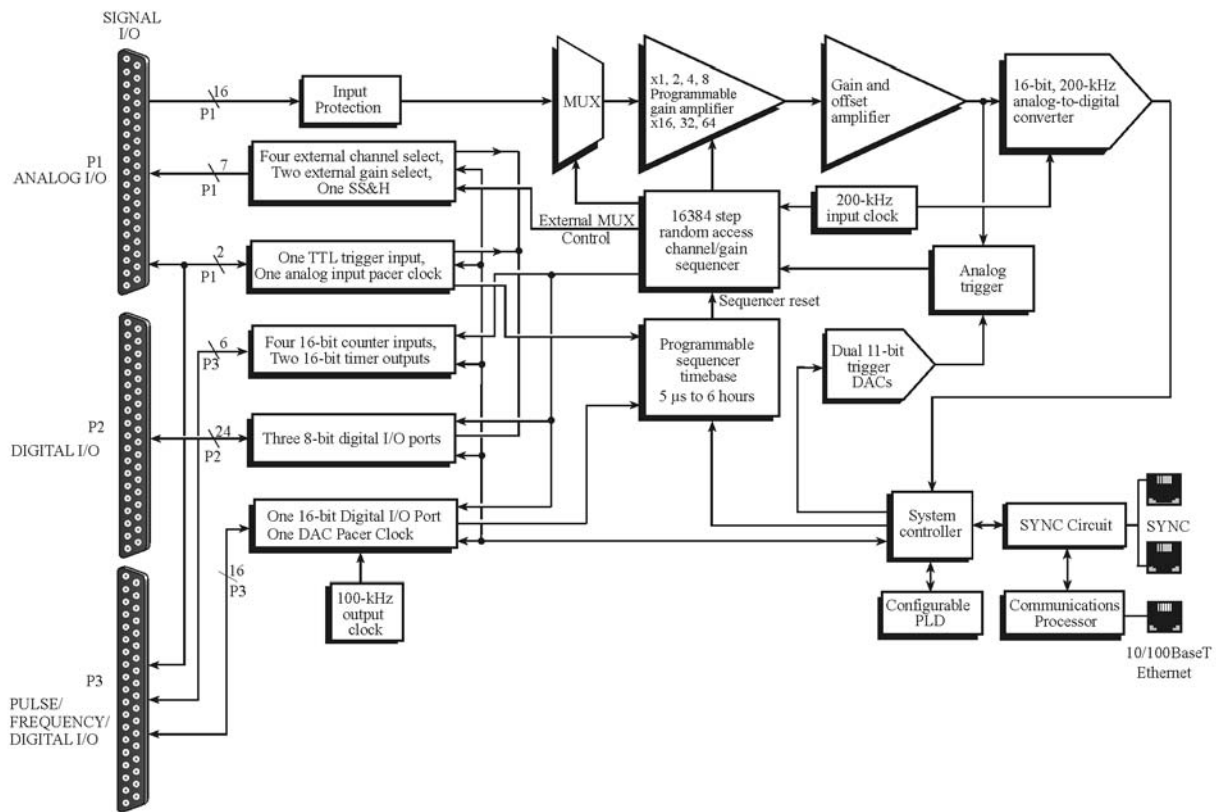 SIGNAL
I/O
16
P1
Input
Protection
MUX
x1, 2, 4, 8
Programmable
gain amplifier
x16, 32, 64
Gain and
offset
amplifier
16-bit, 200-kHz
analog-to-digital
converter
P1
ANALOG I/O
7
P1
Four external channel select,
Two external gain select,
One SS&H
External MUX
Control
16384 step
random access
channel/gain
sequencer
200-kHz
input clock
2
P1
One TTL trigger input,
One analog input pacer clock
Analog
trigger
Sequencer reset
6
P3
Four 16-bit counter inputs,
Two 16-bit timer outputs
Programmable
sequencer
timebase
5 µs to 6 hours
Dual 11-bit
trigger
DACs
P2
DIGITAL I/O
24
P2
Three 8-bit digital I/O ports
One 16-bit Digital I/O Port
One DAC Pacer Clock
System
controller
SYNC Circuit
SYNC
16
P3
100-kHz
output
clock
Configurable
PLD
Communications
Processor
10/100BaseT
Ethernet
P3
PULSE/
FREQUENCY/
DIGITAL I/O